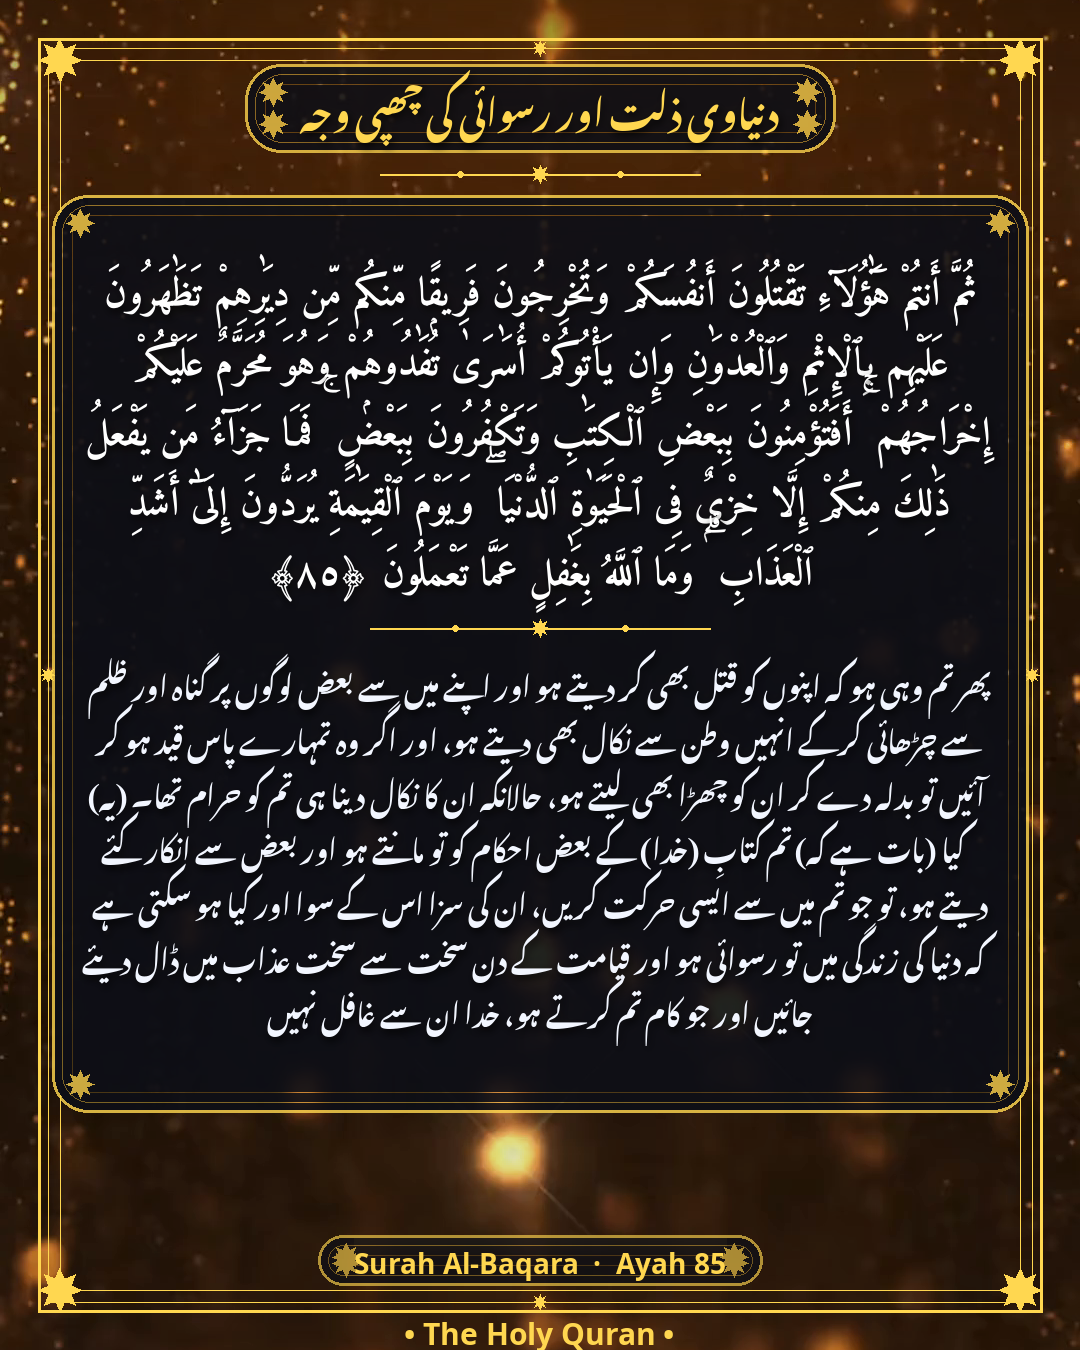 دنیاوی ذلت اور رسوائی کی چھپی وجہ
ثُمَّ أَنتُمْ هَٰٓؤُلَآءِ تَقْتُلُونَ أَنفُسَكُمْ وَتُخْرِجُونَ فَرِيقًا مِّنكُم مِّن دِيَٰرِهِمْ تَظَٰهَرُونَ
عَلَيْهِم بِٱلْإِثْمِ وَٱلْعُدْوَٰنِ وَإِن يَأْتُوكُمْ أُسَٰرَىٰ تُفَٰدُوهُمْ وَهُوَ مُحَرَّمٌ عَلَيْكُمْ
إِخْرَاجُهُمْ ۚ أَفَتُؤْمِنُونَ بِبَعْضِ ٱلْكِتَٰبِ وَتَكْفُرُونَ بِبَعْضٍ ۚ فَمَا جَزَآءُ مَن يَفْعَلُ
ذَٰلِكَ مِنكُمْ إِلَّا خِزْىٌ فِى ٱلْحَيَوٰةِ ٱلدُّنْيَا ۖ وَيَوْمَ ٱلْقِيَٰمَةِ يُرَدُّونَ إِلَىٰٓ أَشَدِّ
ٱلْعَذَابِ ۗ وَمَا ٱللَّهُ بِغَٰفِلٍ عَمَّا تَعْمَلُونَ ﴿٨٥﴾
پھر تم وہی ہو کہ اپنوں کو قتل بھی کر دیتے ہو اور اپنے میں سے بعض لوگوں پر گناہ اور ظلم
سے چڑھائی کرکے انہیں وطن سے نکال بھی دیتے ہو، اور اگر وہ تمہارے پاس قید ہو کر
آئیں تو بدلہ دے کر ان کو چھڑا بھی لیتے ہو، حالانکہ ان کا نکال دینا ہی تم کو حرام تھا۔ (یہ)
کیا (بات ہے کہ) تم کتابِ (خدا) کے بعض احکام کو تو مانتے ہو اور بعض سے انکار کئے
دیتے ہو، تو جو تم میں سے ایسی حرکت کریں، ان کی سزا اس کے سوا اور کیا ہو سکتی ہے
کہ دنیا کی زندگی میں تو رسوائی ہو اور قیامت کے دن سخت سے سخت عذاب میں ڈال دیئے
جائیں اور جو کام تم کرتے ہو، خدا ان سے غافل نہیں
Surah Al-Baqara · Ayah 85
• The Holy Quran •